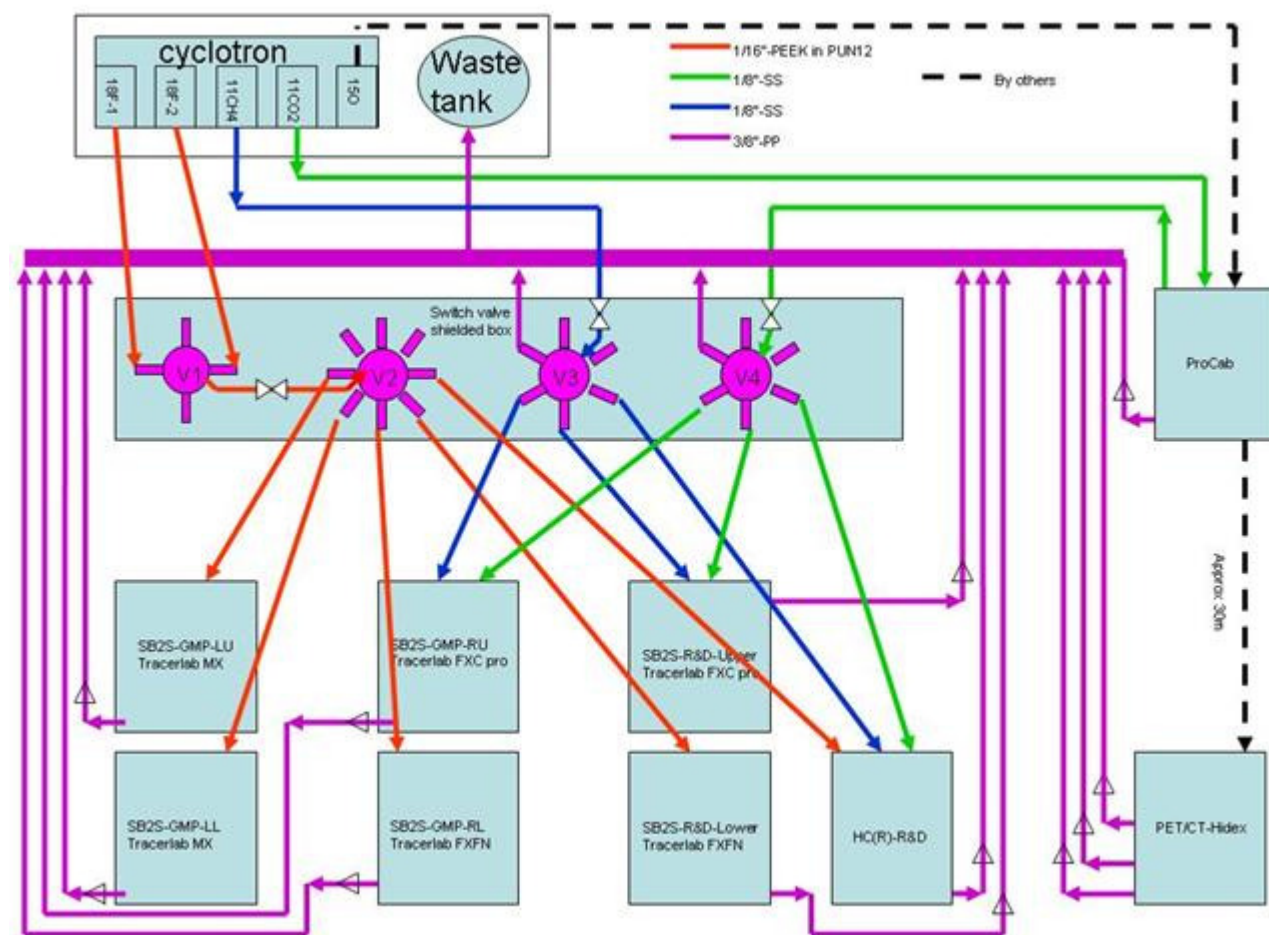 cyclotron
18F-1
18F-2
11CH4
11CO2
15O
Waste
tank
1/16"-PEEK in PUN12
1/8"-SS
1/8"-SS
3/8"-PP
By others
Switch valve
shielded box
V1
V2
V3
V4
ProCab
Approx 30m
SB2S-GMP-LU
Tracerlab MX
SB2S-GMP-RU
Tracerlab FXC pro
SB2S-R&D-Upper
Tracerlab FXC pro
SB2S-GMP-LL
Tracerlab MX
SB2S-GMP-RL
Tracerlab FXFN
SB2S-R&D-Lower
Tracerlab FXFN
HC(R)-R&D
PET/CT-Hidex